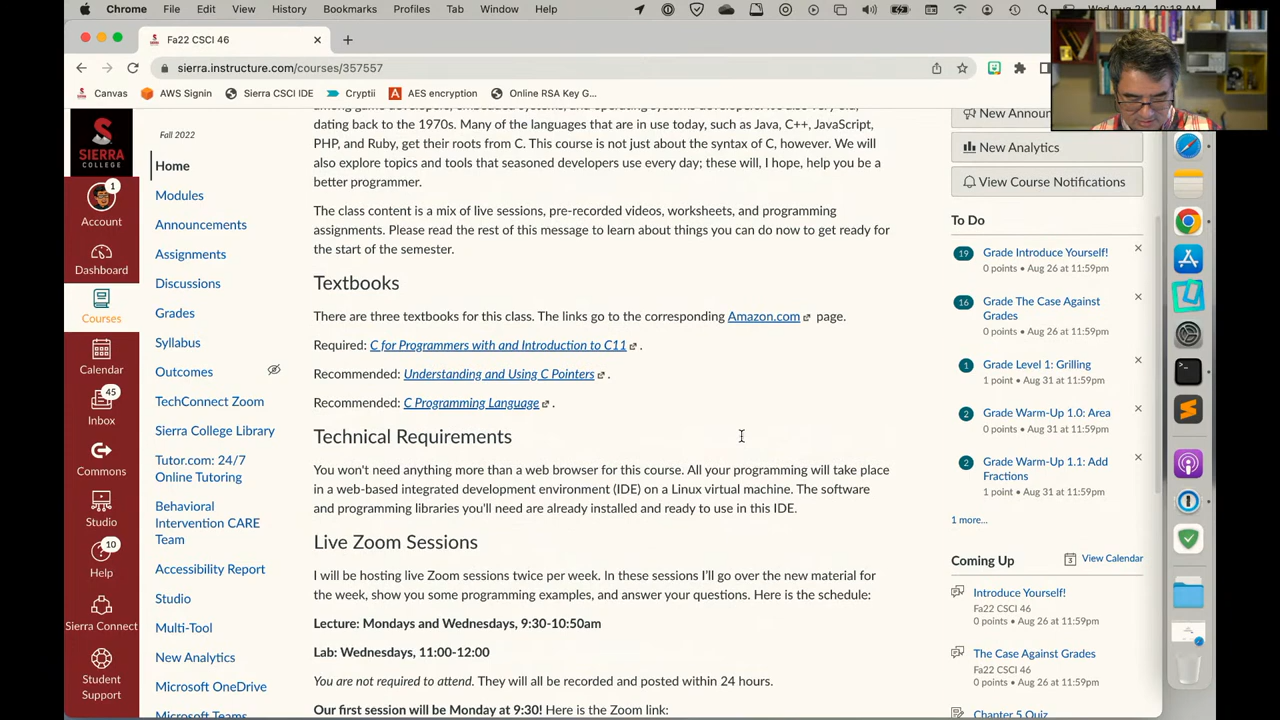 Chrome File Edit View History Bookmarks Profiles Tab Window Help
Fa22 CSCI 46
sierra.instructure.com/courses/357557
Canvas AWS Signin Sierra CSCI IDE Cryptii AES encryption Online RSA Key G...
SIERRA
COLLEGE
1
Account
Dashboard
Courses
Calendar
45
Inbox
Commons
Studio
10
Help
Sierra Connect
Student
Support
Fall 2022
Home
Modules
Announcements
Assignments
Discussions
Grades
Syllabus
Outcomes
TechConnect Zoom
Sierra College Library
Tutor.com: 24/7
Online Tutoring
Behavioral
Intervention CARE
Team
Accessibility Report
Studio
Multi-Tool
New Analytics
Microsoft OneDrive
Microsoft Teams
dating back to the 1970s. Many of the languages that are in use today, such as Java, C++, JavaScript,
PHP, and Ruby, get their roots from C. This course is not just about the syntax of C, however. We will
also explore topics and tools that seasoned developers use every day; these will, I hope, help you be a
better programmer.
The class content is a mix of live sessions, pre-recorded videos, worksheets, and programming
assignments. Please read the rest of this message to learn about things you can do now to get ready for
the start of the semester.
Textbooks
There are three textbooks for this class. The links go to the corresponding Amazon.com page.
Required: C for Programmers with and Introduction to C11 .
Recommended: Understanding and Using C Pointers .
Recommended: C Programming Language .
Technical Requirements
You won't need anything more than a web browser for this course. All your programming will take place
in a web-based integrated development environment (IDE) on a Linux virtual machine. The software
and programming libraries you'll need are already installed and ready to use in this IDE.
Live Zoom Sessions
I will be hosting live Zoom sessions twice per week. In these sessions I'll go over the new material for
the week, show you some programming examples, and answer your questions. Here is the schedule:
Lecture: Mondays and Wednesdays, 9:30-10:50am
Lab: Wednesdays, 11:00-12:00
You are not required to attend. They will all be recorded and posted within 24 hours.
Our first session will be Monday at 9:30! Here is the Zoom link:
New Announ
New Analytics
View Course Notifications
To Do
19 Grade Introduce Yourself!
0 points • Aug 26 at 11:59pm
16 Grade The Case Against
Grades
0 points • Aug 26 at 11:59pm
1 Grade Level 1: Grilling
1 point • Aug 31 at 11:59pm
2 Grade Warm-Up 1.0: Area
0 points • Aug 31 at 11:59pm
2 Grade Warm-Up 1.1: Add
Fractions
1 point • Aug 31 at 11:59pm
1 more...
Coming Up View Calendar
Introduce Yourself!
Fa22 CSCI 46
0 points • Aug 26 at 11:59pm
The Case Against Grades
Fa22 CSCI 46
0 points • Aug 26 at 11:59pm
Chapter 5 Quiz